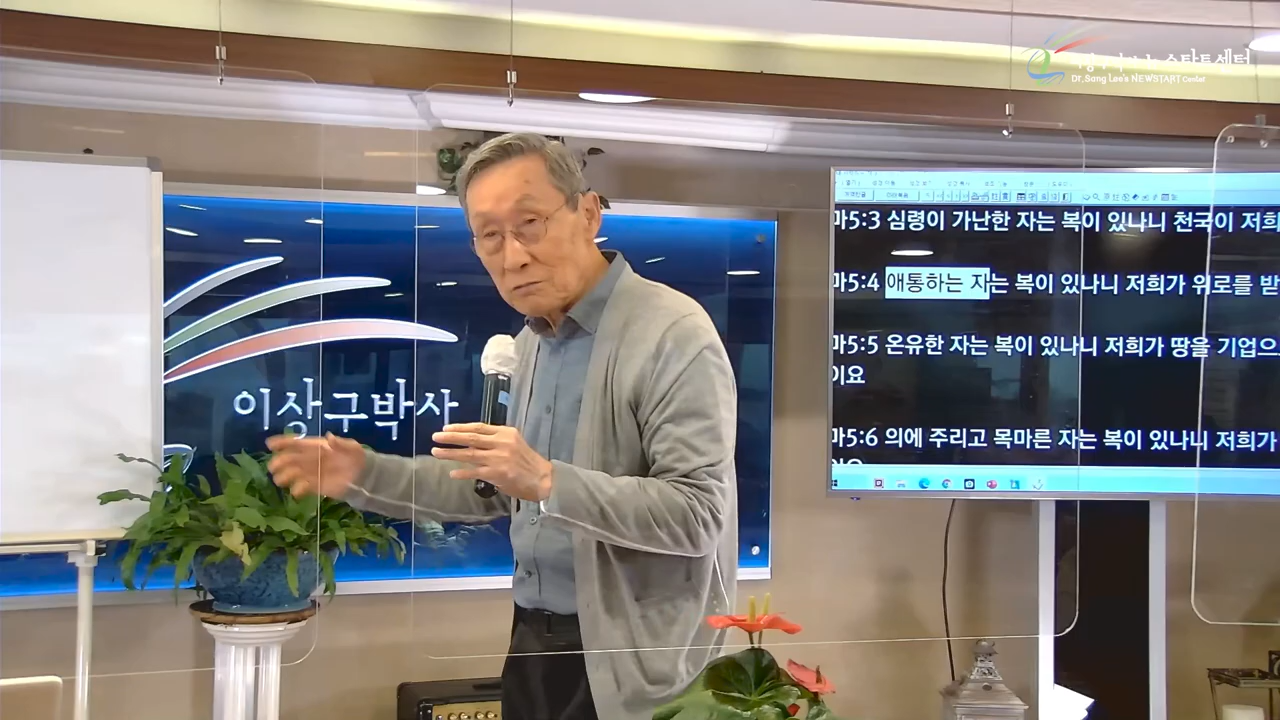 스타트센터
Dr. Sang Lee's NEWSTART Center
이상구박사
마5:3 심령이 가난한 자는 복이 있나니 천국이 저희
마5:4 애통하는 자는 복이 있나니 저희가 위로를 받
마5:5 온유한 자는 복이 있나니 저희가 땅을 기업으
이요
마5:6 의에 주리고 목마른 자는 복이 있나니 저희가